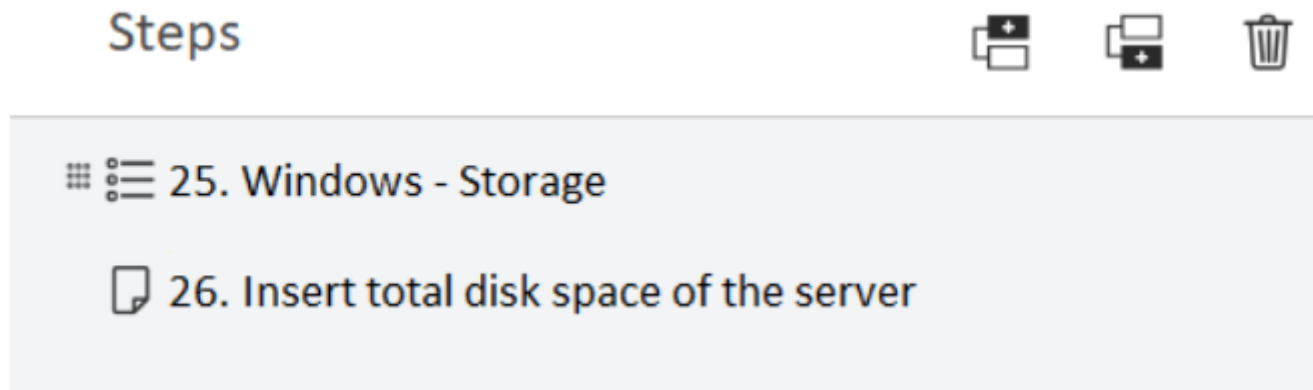 Steps
25. Windows - Storage
26. Insert total disk space of the server